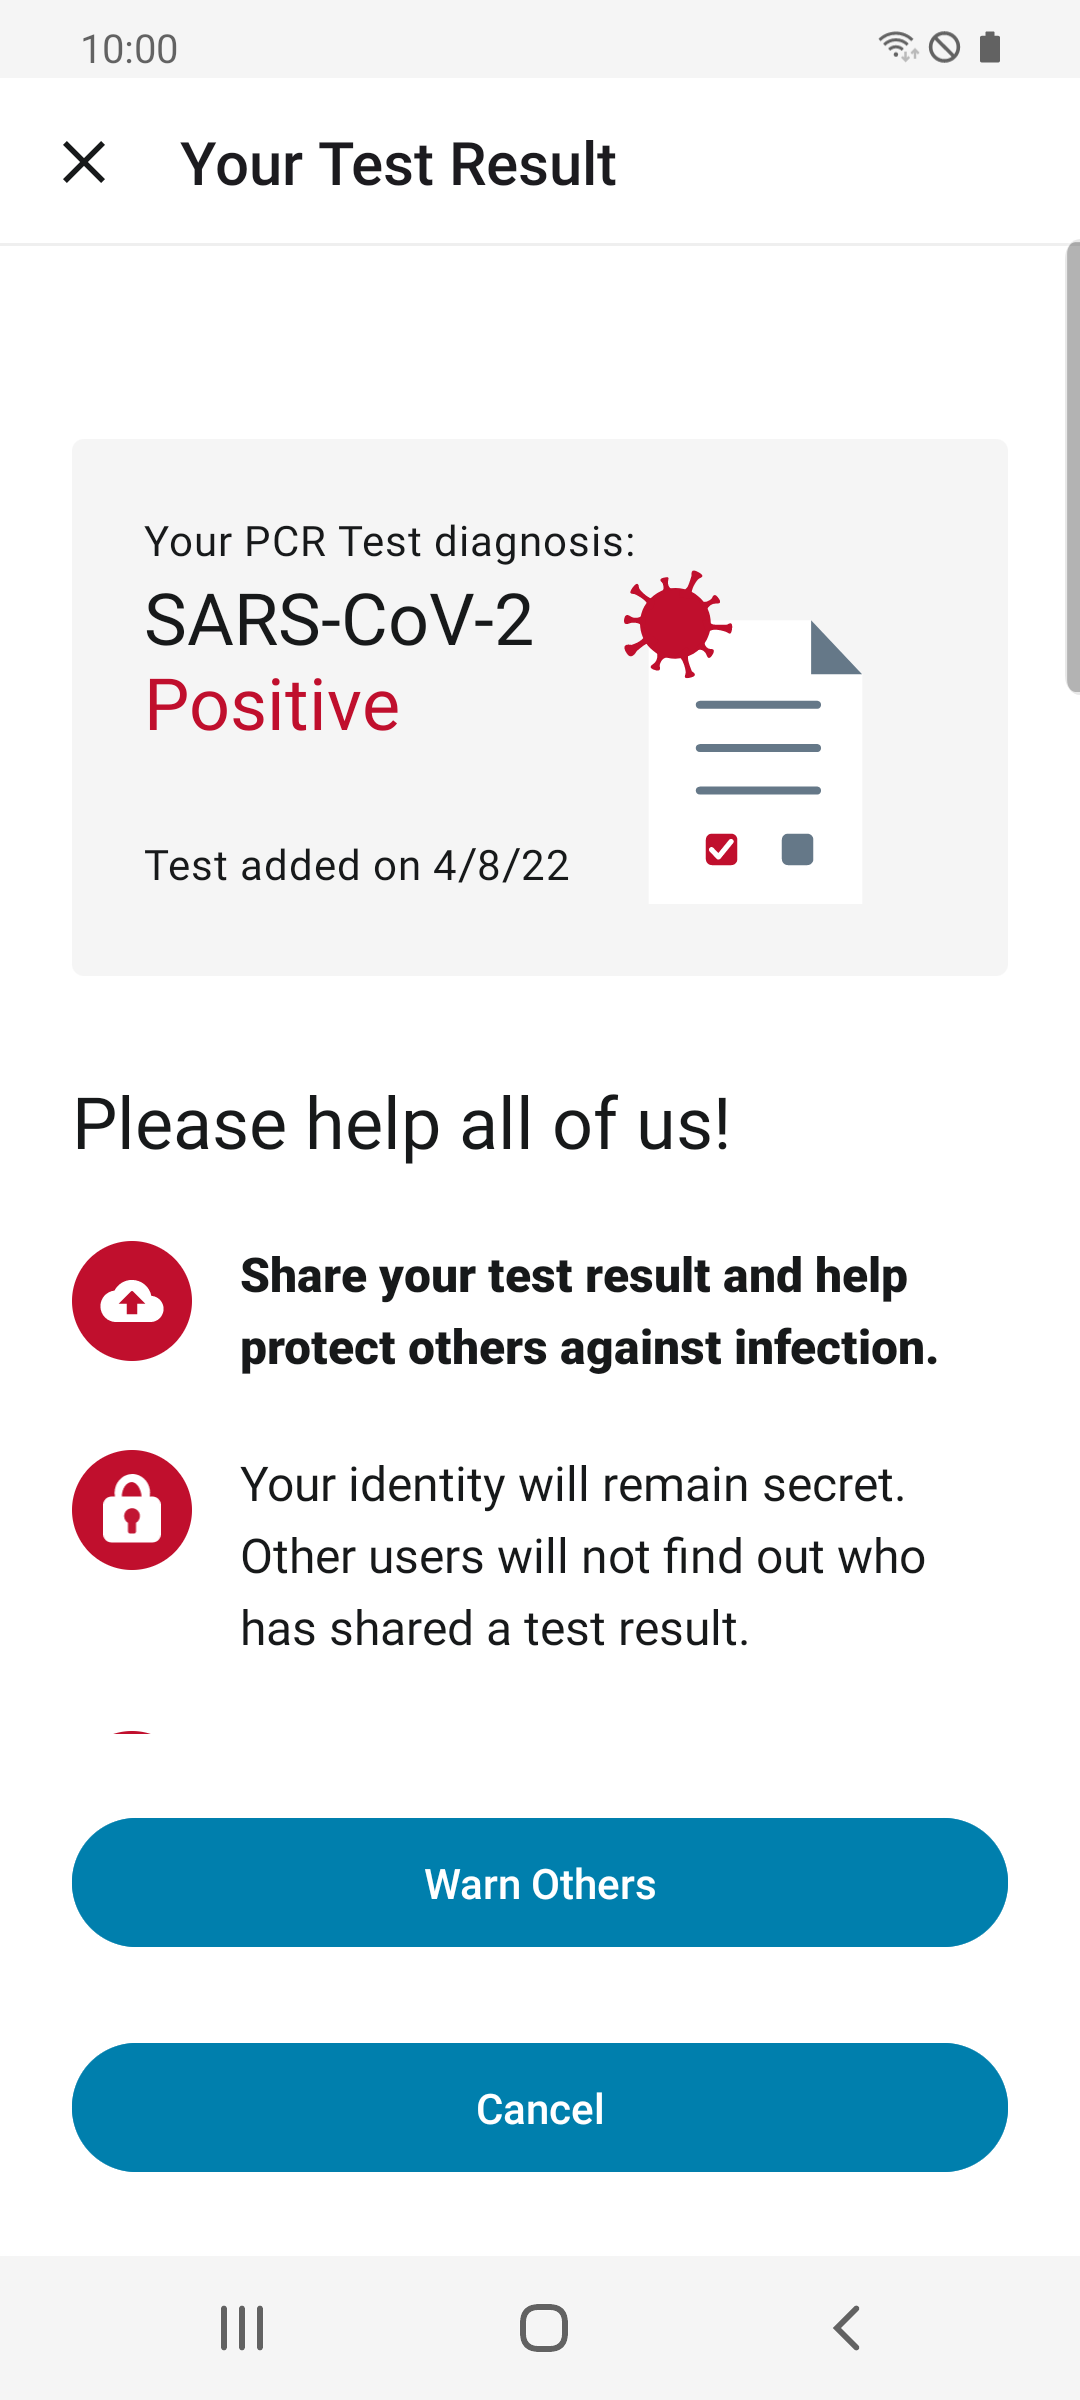 10:00
Your Test Result
Your PCR Test diagnosis:
SARS-CoV-2
Positive
Test added on 4/8/22
Please help all of us!
Share your test result and help
protect others against infection.
Your identity will remain secret.
Other users will not find out who
has shared a test result.
Warn Others
Cancel